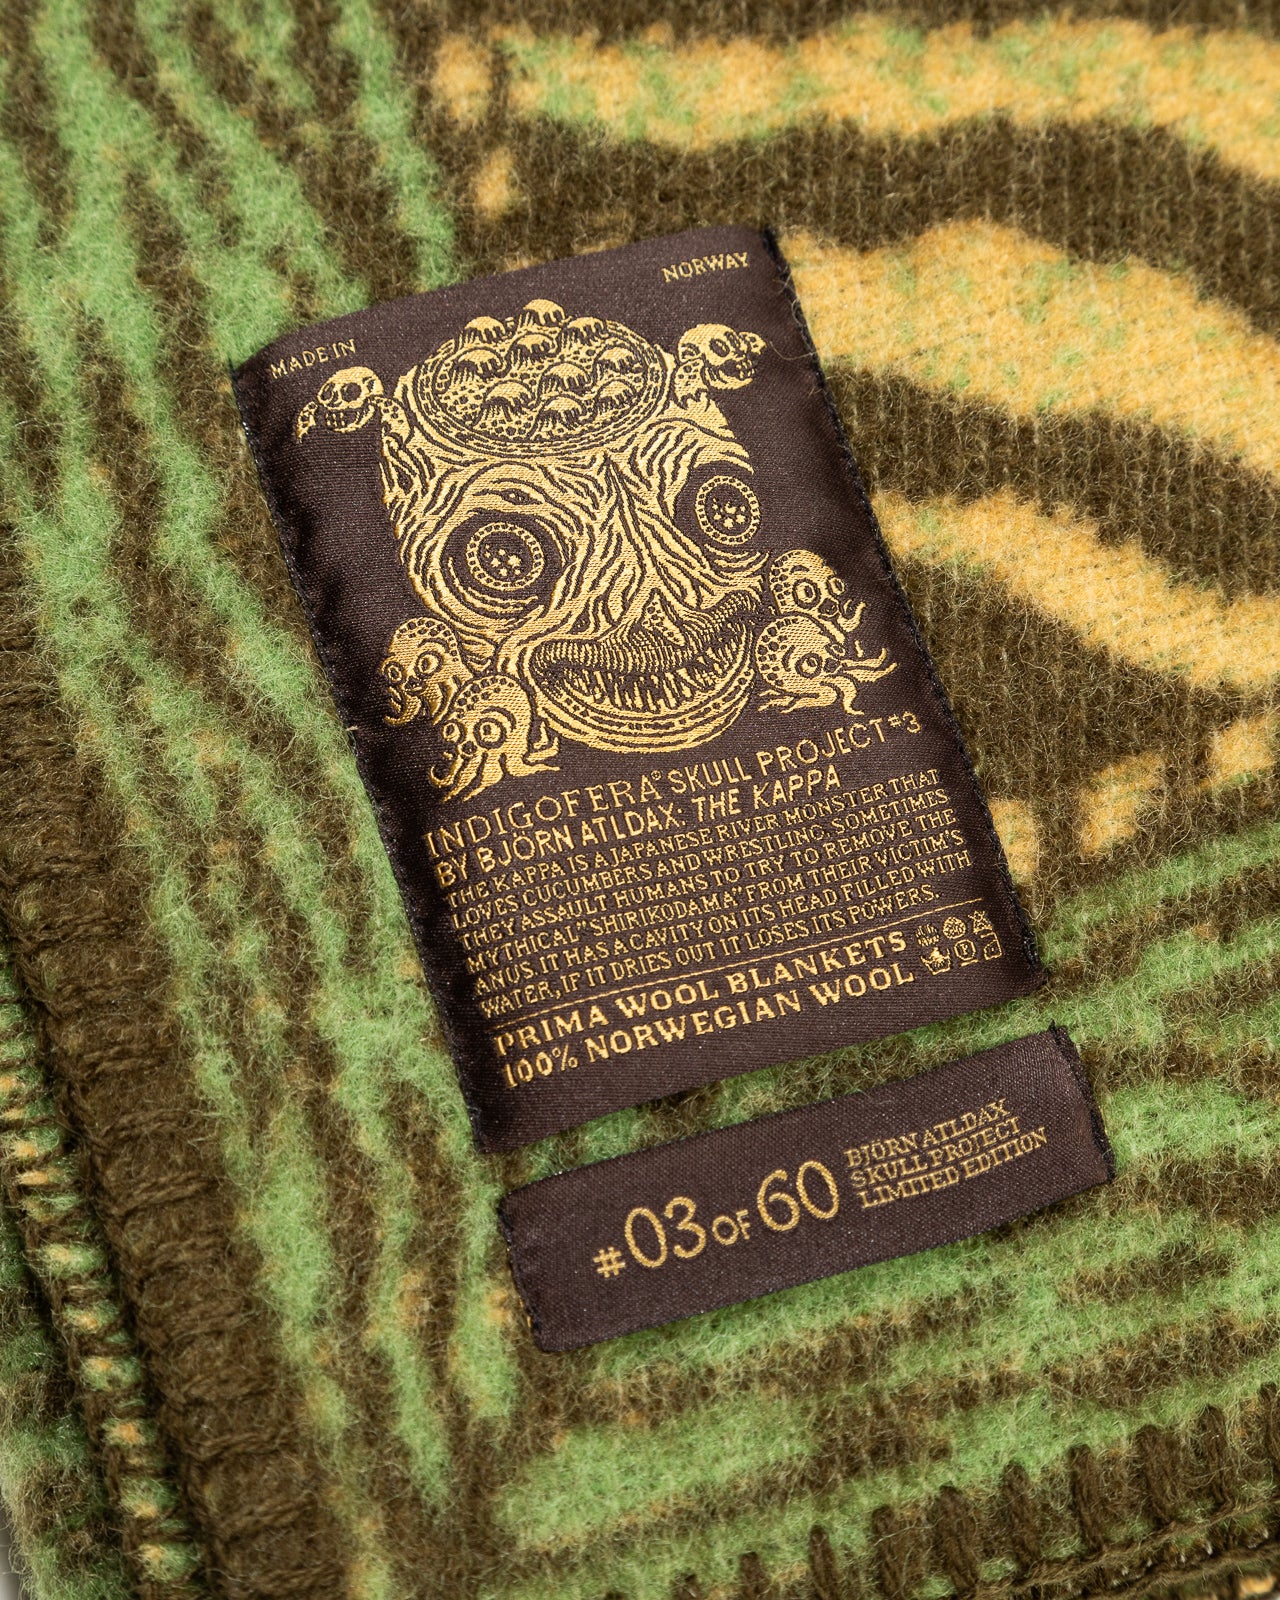 MADE IN NORWAY
INDIGOFERA® SKULL PROJECT #3
BY BJÖRN ATLDAX: THE KAPPA
THE KAPPA IS A JAPANESE RIVER MONSTER THAT
LOVES CUCUMBERS AND WRESTLING. SOMETIMES
THEY ASSAULT HUMANS TO TRY TO REMOVE THE
MYTHICAL "SHIRIKODAMA" FROM THEIR VICTIM'S
ANUS. IT HAS A CAVITY ON ITS HEAD FILLED WITH
WATER, IF IT DRIES OUT IT LOSES ITS POWERS.
PRIMA WOOL BLANKETS
100% NORWEGIAN WOOL
#03 OF 60
BJÖRN ATLDAX
SKULL PROJECT
LIMITED EDITION